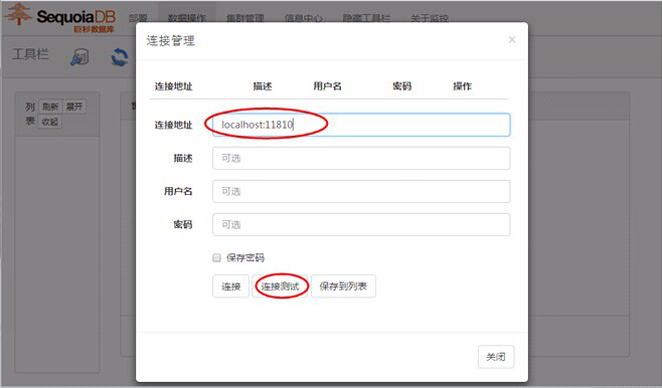 SequoiaDB
巨杉数据库
部署 数据操作 集群管理 信息中心 隐藏工具栏 关于监控
工具栏
列表 刷新 展开
收起
连接管理 ×
连接地址 描述 用户名 密码 操作
连接地址 localhost:11810
描述 可选
用户名 可选
密码 可选
保存密码
连接 连接测试 保存到列表
关闭